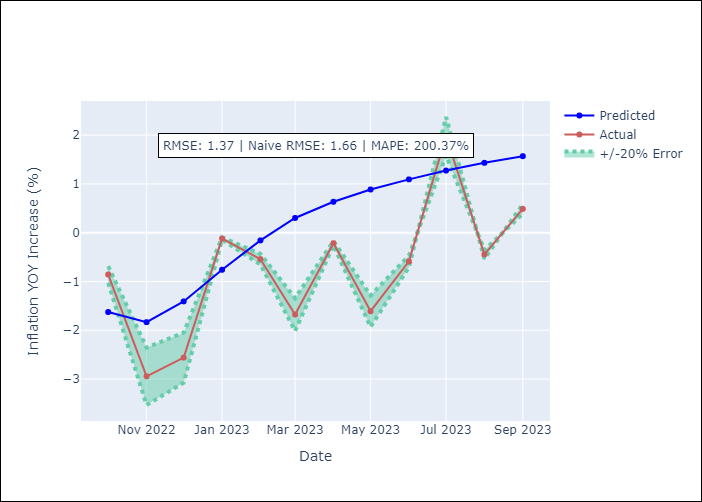 RMSE: 1.37 | Naive RMSE: 1.66 | MAPE: 200.37%
Predicted
Actual
+/-20% Error
2
1
0
−1
−2
−3
Inflation YOY Increase (%)
Nov 2022
Jan 2023
Mar 2023
May 2023
Jul 2023
Sep 2023
Date